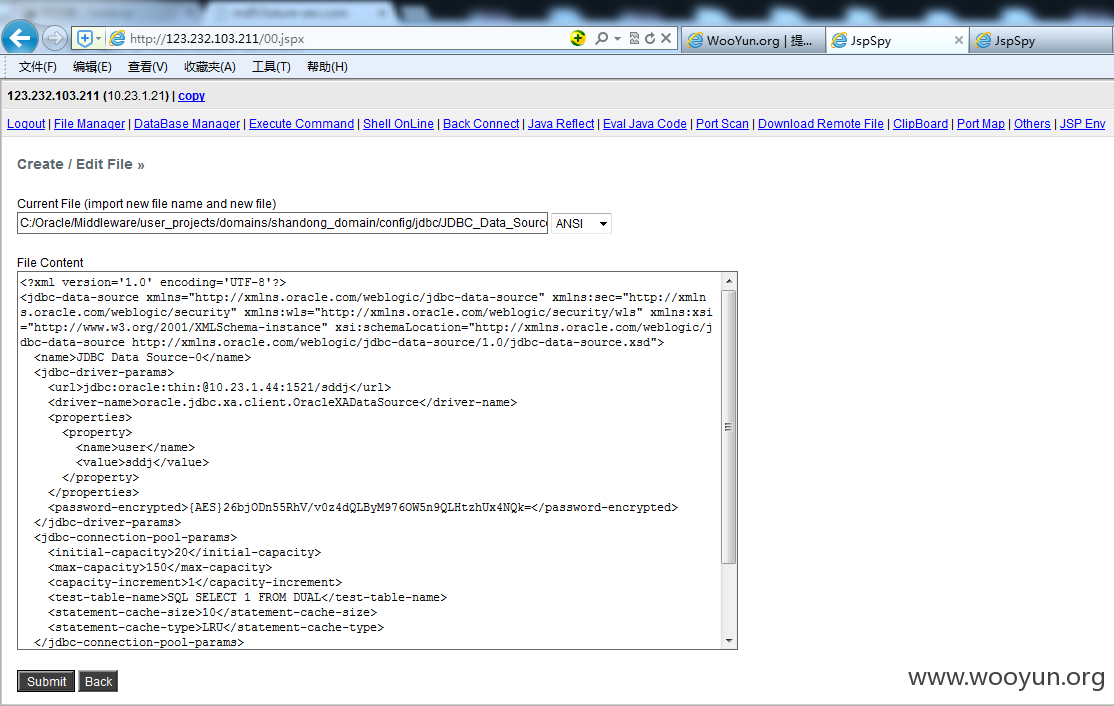 http://123.232.103.211/00.jspx
WooYun.org | 提...
JspSpy
JspSpy
文件(F) 编辑(E) 查看(V) 收藏夹(A) 工具(T) 帮助(H)
123.232.103.211 (10.23.1.21) | copy
Logout | File Manager | DataBase Manager | Execute Command | Shell OnLine | Back Connect | Java Reflect | Eval Java Code | Port Scan | Download Remote File | ClipBoard | Port Map | Others | JSP Env
Create / Edit File »
Current File (import new file name and new file)
C:/Oracle/Middleware/user_projects/domains/shandong_domain/config/jdbc/JDBC_Data_Source
ANSI
File Content
<?xml version='1.0' encoding='UTF-8'?>
<jdbc-data-source xmlns="http://xmlns.oracle.com/weblogic/jdbc-data-source" xmlns:sec="http://xmln
s.oracle.com/weblogic/security" xmlns:wls="http://xmlns.oracle.com/weblogic/security/wls" xmlns:xsi
="http://www.w3.org/2001/XMLSchema-instance" xsi:schemaLocation="http://xmlns.oracle.com/weblogic/j
dbc-data-source http://xmlns.oracle.com/weblogic/jdbc-data-source/1.0/jdbc-data-source.xsd">
<name>JDBC Data Source-0</name>
<jdbc-driver-params>
<url>jdbc:oracle:thin:@10.23.1.44:1521/sddj</url>
<driver-name>oracle.jdbc.xa.client.OracleXADataSource</driver-name>
<properties>
<property>
<name>user</name>
<value>sddj</value>
</property>
</properties>
<password-encrypted>{AES}26bjODn55RhV/v0z4dQLByM976OW5n9QLHtzhUx4NQk=</password-encrypted>
</jdbc-driver-params>
<jdbc-connection-pool-params>
<initial-capacity>20</initial-capacity>
<max-capacity>150</max-capacity>
<capacity-increment>1</capacity-increment>
<test-table-name>SQL SELECT 1 FROM DUAL</test-table-name>
<statement-cache-size>10</statement-cache-size>
<statement-cache-type>LRU</statement-cache-type>
</jdbc-connection-pool-params>
Submit Back
www.wooyun.org